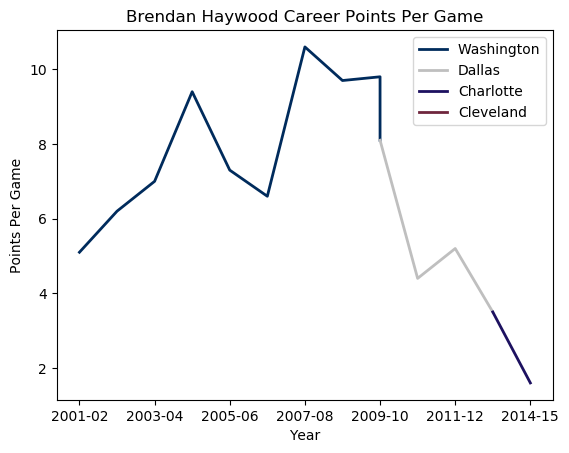 Brendan Haywood Career Points Per Game
Washington
Dallas
Charlotte
Cleveland
10
8
6
4
2
Points Per Game
2001-02 2003-04 2005-06 2007-08 2009-10 2011-12 2014-15
Year